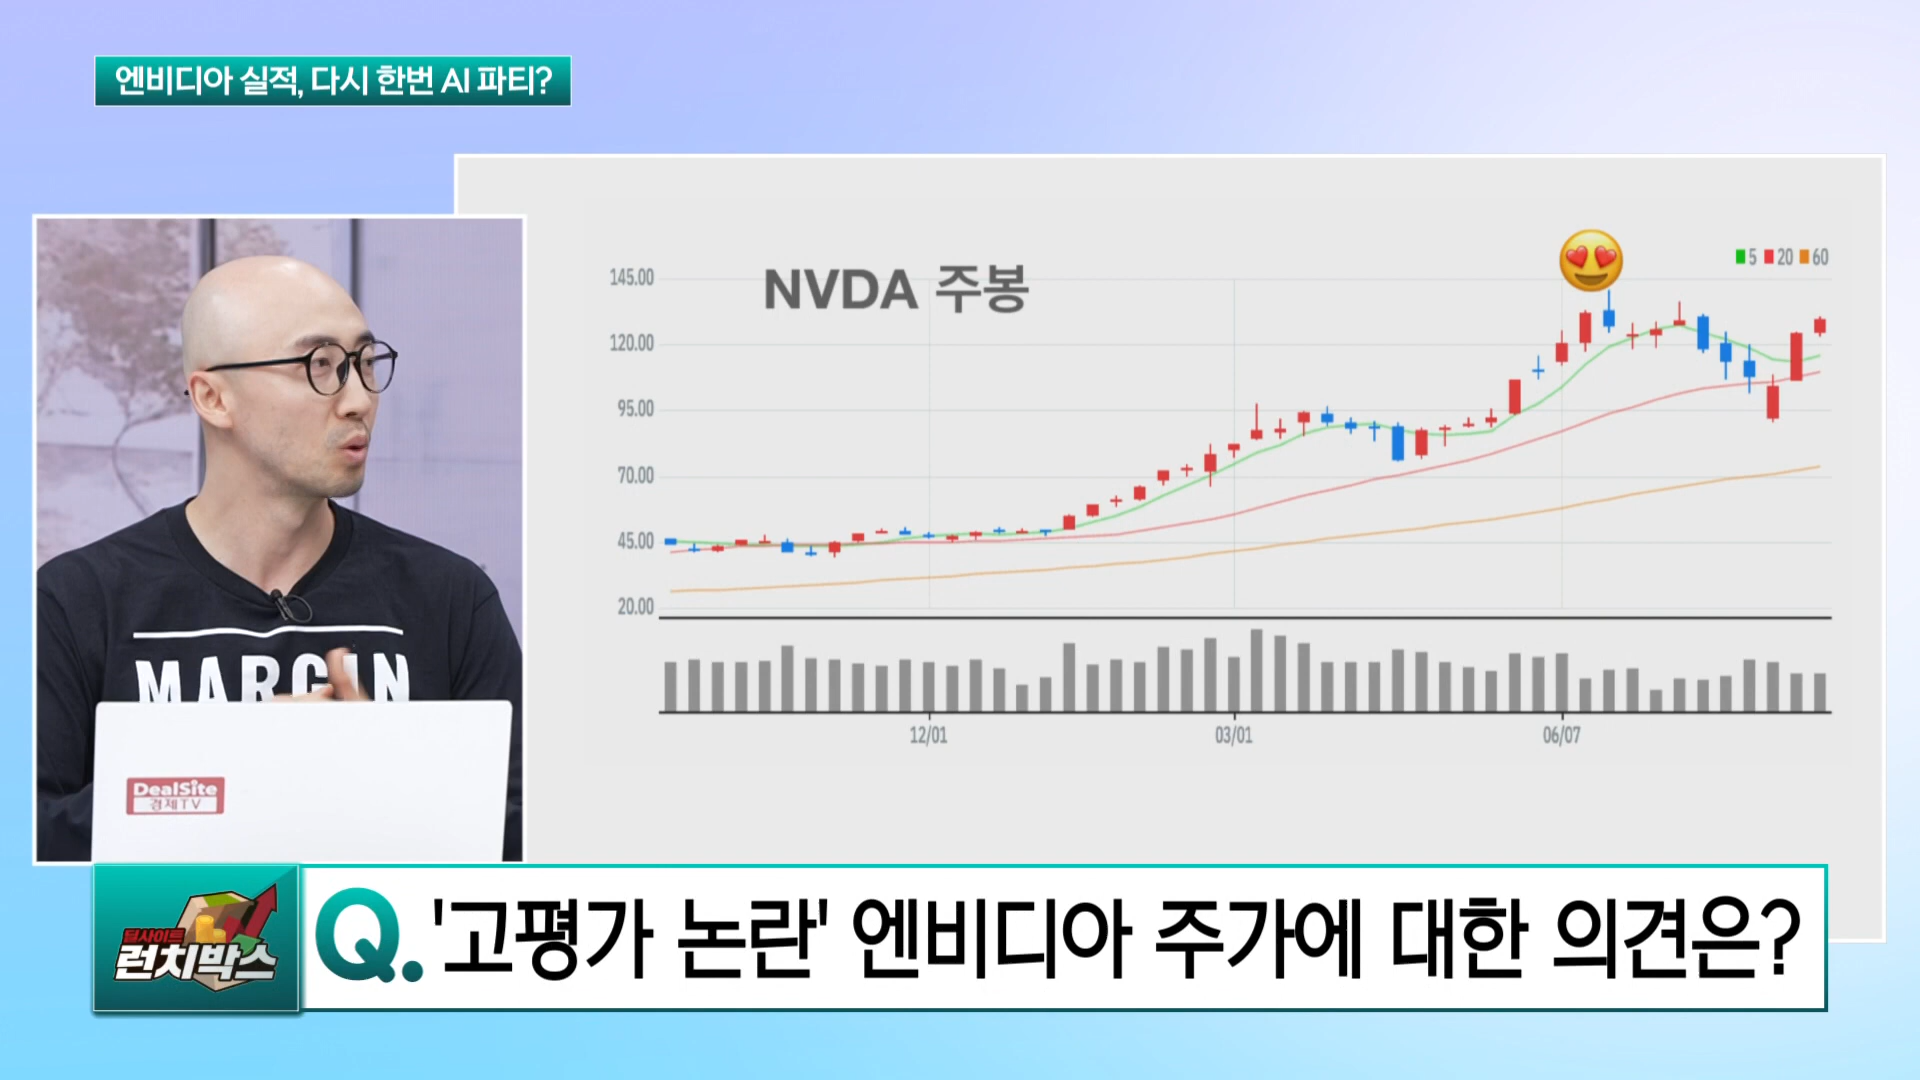 엔비디아 실적, 다시 한번 AI 파티?
NVDA 주봉
5 20 60
145.00
120.00
95.00
70.00
45.00
20.00
12/01 03/01 06/07
MARGIN
DealSite
경제TV
딜사이트
런치박스
Q. '고평가 논란' 엔비디아 주가에 대한 의견은?